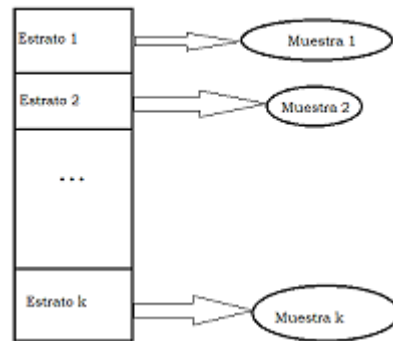 Estrato 1
Muestra 1
Estrato 2
Muestra 2
...
Estrato k
Muestra k